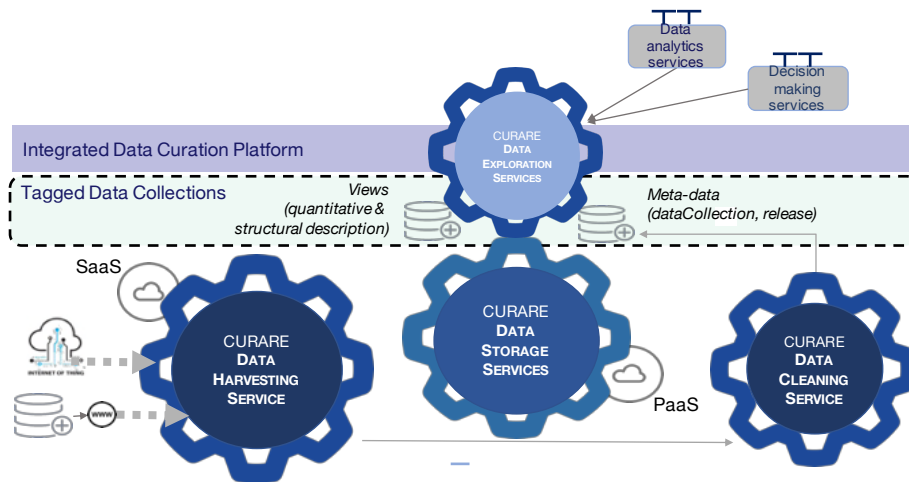 Data
analytics
services
Decision
making
services
Integrated Data Curation Platform
CURARE
DATA
EXPLORATION
SERVICES
Tagged Data Collections
Views
(quantitative &
structural description)
Meta-data
(dataCollection, release)
SaaS
CURARE
DATA
HARVESTING
SERVICE
CURARE
DATA
STORAGE
SERVICES
CURARE
DATA
CLEANING
SERVICE
INTERNET OF THING
WWW
PaaS